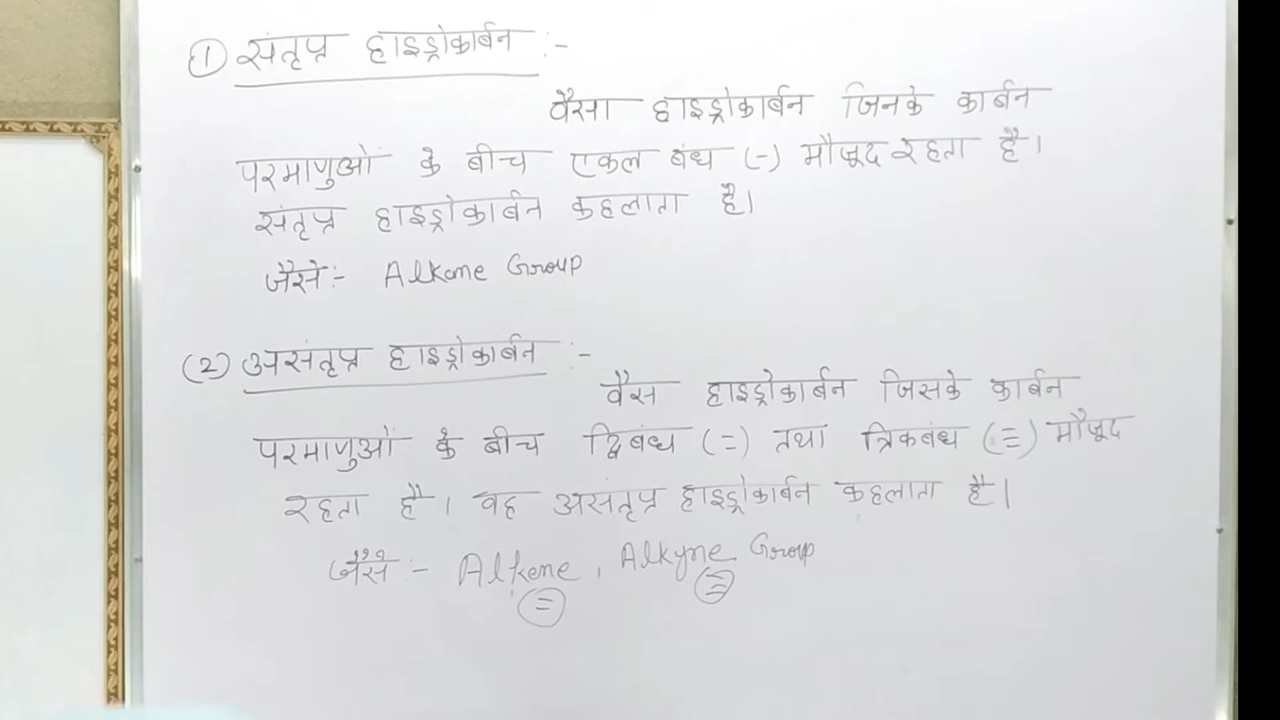 ① संतृप्त हाइड्रोकार्बन :-
वैसा हाइड्रोकार्बन जिनके कार्बन
परमाणुओं के बीच एकल बंध (-) मौजूद रहता है।
संतृप्त हाइड्रोकार्बन कहलाता है।
जैसे:- Alkane Group
(2) असंतृप्त हाइड्रोकार्बन :-
वैस हाइड्रोकार्बन जिसके कार्बन
परमाणुओं के बीच द्विबंध (=) तथा त्रिकबंध (≡) मौजूद
रहता है। वह असंतृप्त हाइड्रोकार्बन कहलाता है।
जैसे:- Alkene, Alkyne Group
= ≡